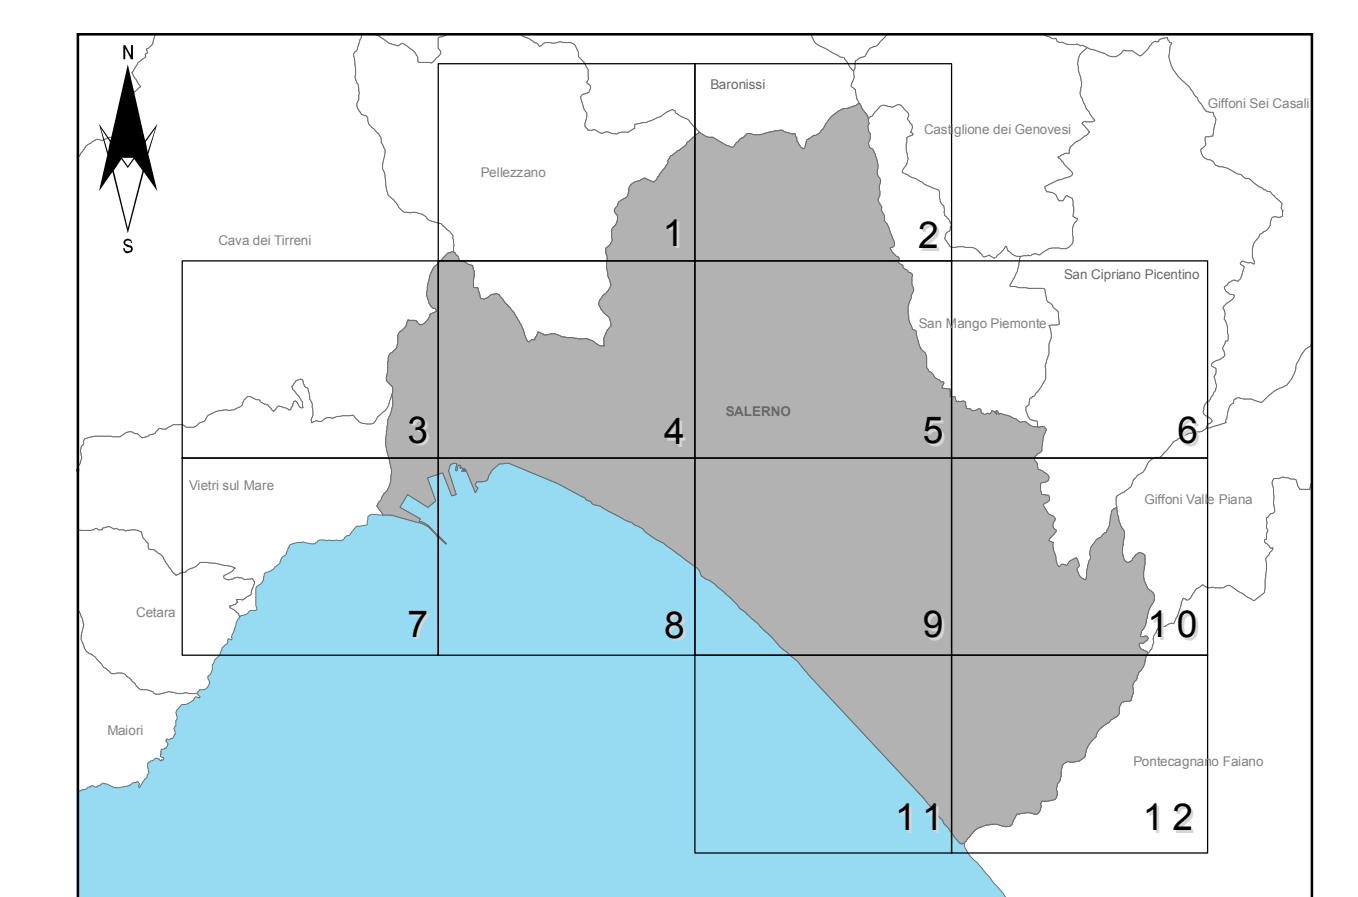 N
Baronissi
Giffoni Sei Casali
Castiglione dei Genovesi
Pellezzano
S
Cava dei Tirreni
1
2
San Cipriano Picentino
San Mango Piemonte
SALERNO
3
4
5
6
Vietri sul Mare
Giffoni Valle Piana
Cetara
7
8
9
10
Maiori
Pontecagnano Faiano
11
12